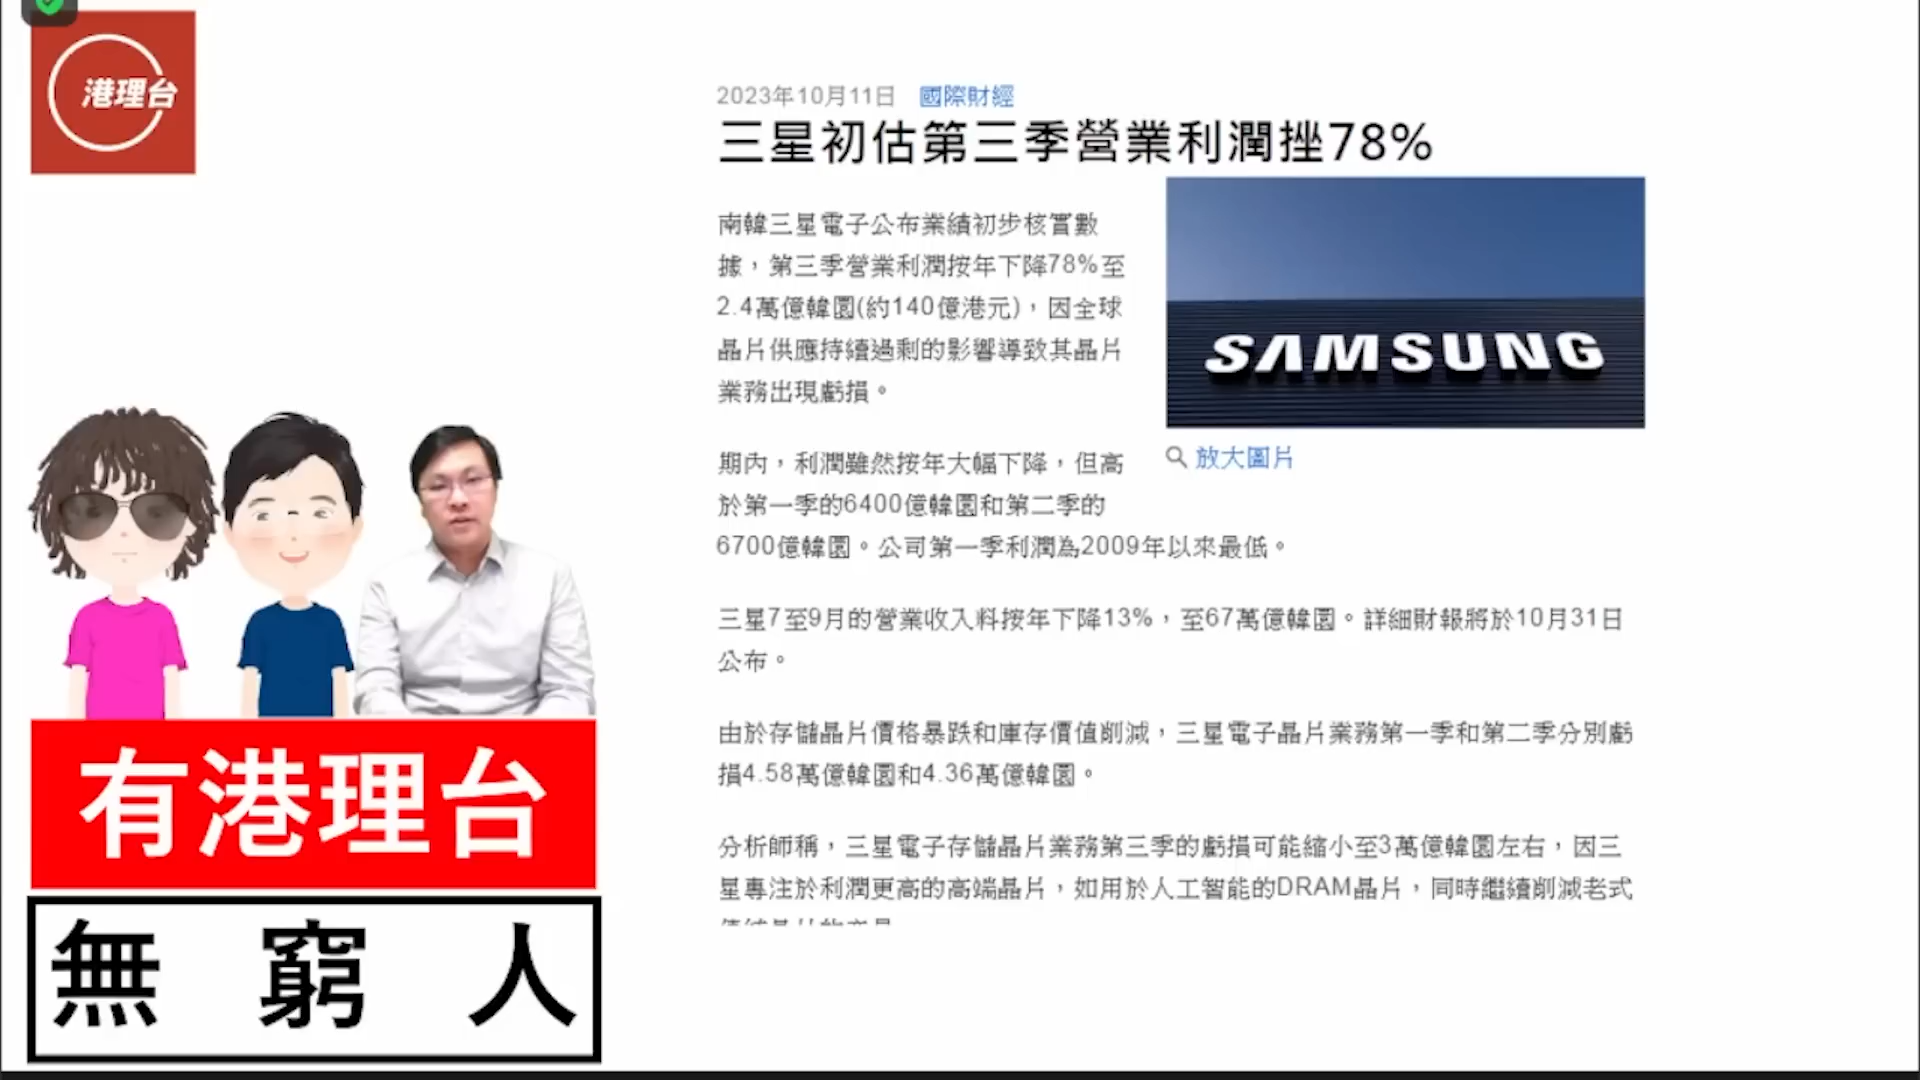 港理台
2023年10月11日 國際財經
三星初估第三季營業利潤挫78%
南韓三星電子公布業績初步核實數
據，第三季營業利潤按年下降78%至
2.4萬億韓圜(約140億港元)，因全球
晶片供應持續過剩的影響導致其晶片
業務出現虧損。
SAMSUNG
放大圖片
期內，利潤雖然按年大幅下降，但高
於第一季的6400億韓圜和第二季的
6700億韓圜。公司第一季利潤為2009年以來最低。
三星7至9月的營業收入料按年下降13%，至67萬億韓圜。詳細財報將於10月31日
公布。
由於存儲晶片價格暴跌和庫存價值削減，三星電子晶片業務第一季和第二季分別虧
損4.58萬億韓圜和4.36萬億韓圜。
分析師稱，三星電子存儲晶片業務第三季的虧損可能縮小至3萬億韓圜左右，因三
星專注於利潤更高的高端晶片，如用於人工智能的DRAM晶片，同時繼續削減老式
有港理台
無窮人